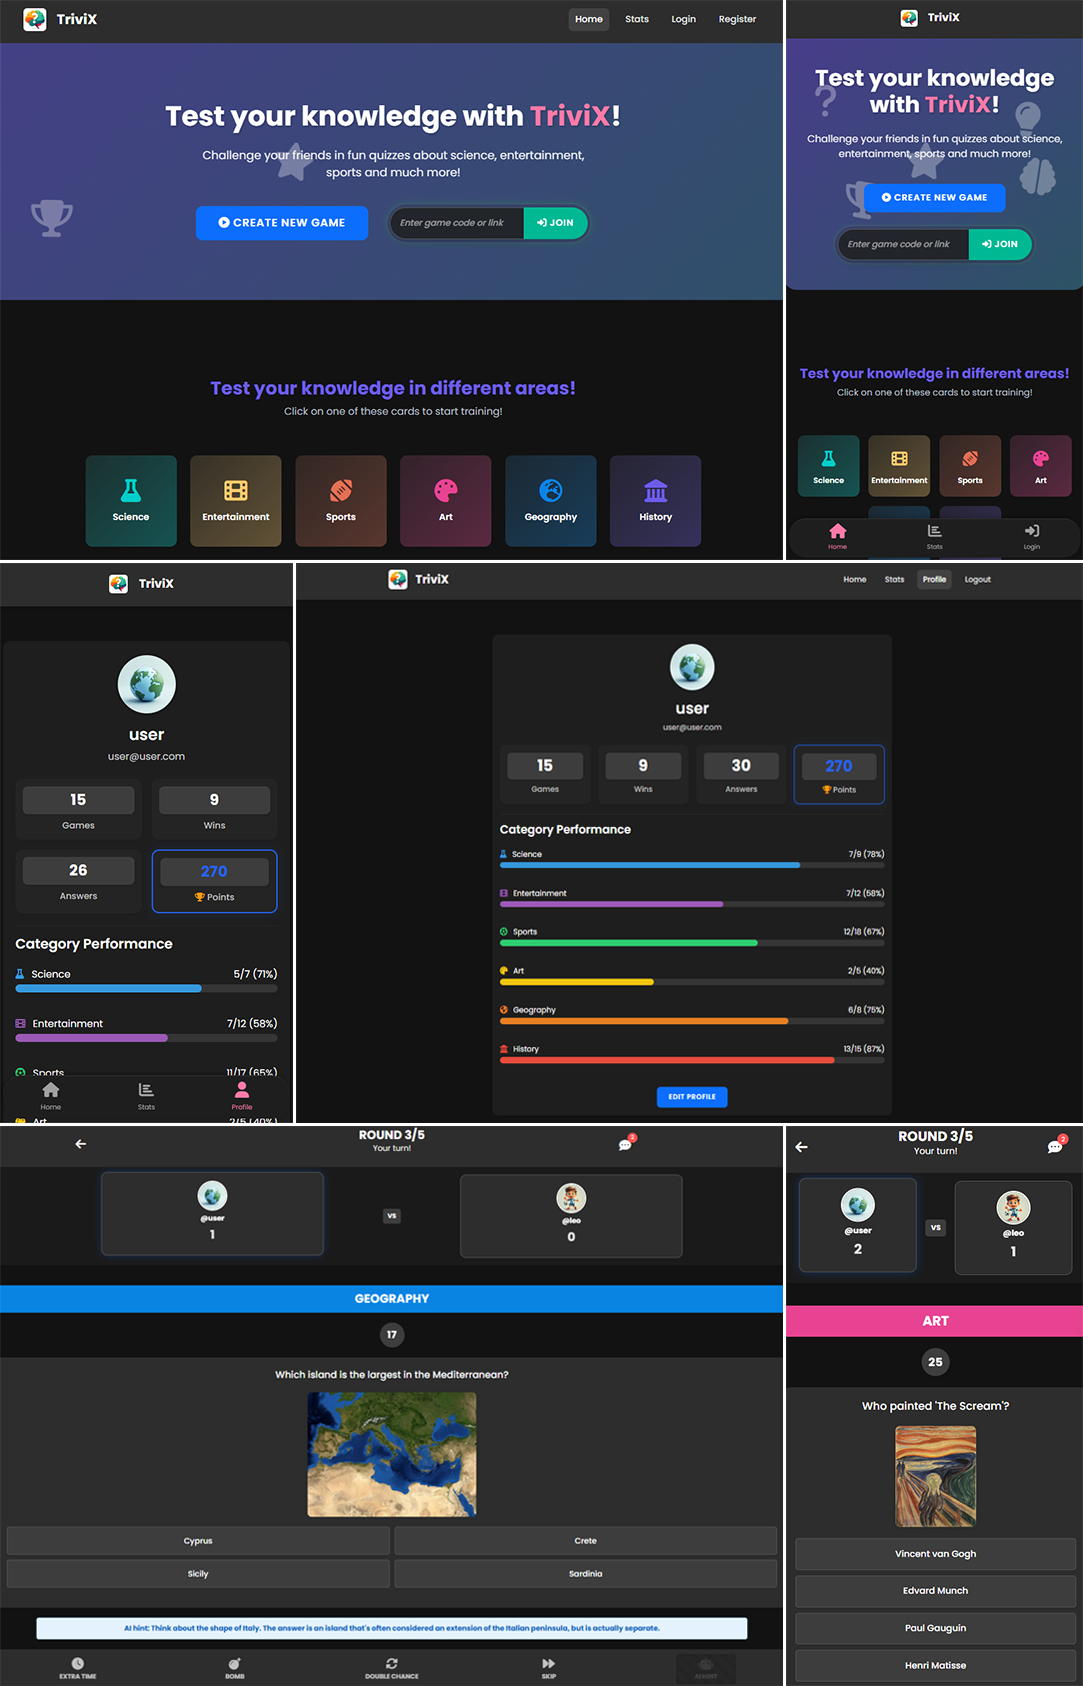 TriviX
Home Stats Login Register
Test your knowledge with TriviX!
Challenge your friends in fun quizzes about science, entertainment,
sports and much more!
CREATE NEW GAME
Enter game code or link
JOIN
Test your knowledge in different areas!
Click on one of these cards to start training!
Science
Entertainment
Sports
Art
Geography
History
TriviX
Test your knowledge
with TriviX!
Challenge your friends in fun quizzes about science,
entertainment, sports and much more!
CREATE NEW GAME
Enter game code or link
JOIN
Test your knowledge in different areas!
Click on one of these cards to start training!
Science
Entertainment
Sports
Art
Home
Stats
Login
TriviX
user
user@user.com
15
Games
9
Wins
26
Answers
270
Points
Category Performance
Science 5/7 (71%)
Entertainment 7/12 (58%)
Sports 11/17 (65%)
Art 2/5 (40%)
Home
Stats
Profile
TriviX
Home Stats Profile Logout
user
user@user.com
15
Games
9
Wins
30
Answers
270
Points
Category Performance
Science 7/9 (78%)
Entertainment 7/12 (58%)
Sports 12/18 (67%)
Art 2/5 (40%)
Geography 6/8 (75%)
History 13/15 (87%)
EDIT PROFILE
ROUND 3/5
Your turn!
2
@user
1
VS
@leo
0
GEOGRAPHY
17
Which island is the largest in the Mediterranean?
Cyprus
Crete
Sicily
Sardinia
AI hint: Think about the shape of Italy. The answer is an island that's often considered an extension of the Italian peninsula, but is actually separate.
EXTRA TIME
BOMB
DOUBLE CHANCE
SKIP
AI HINT
ROUND 3/5
Your turn!
2
@user
2
VS
@leo
1
ART
25
Who painted 'The Scream'?
Vincent van Gogh
Edvard Munch
Paul Gauguin
Henri Matisse